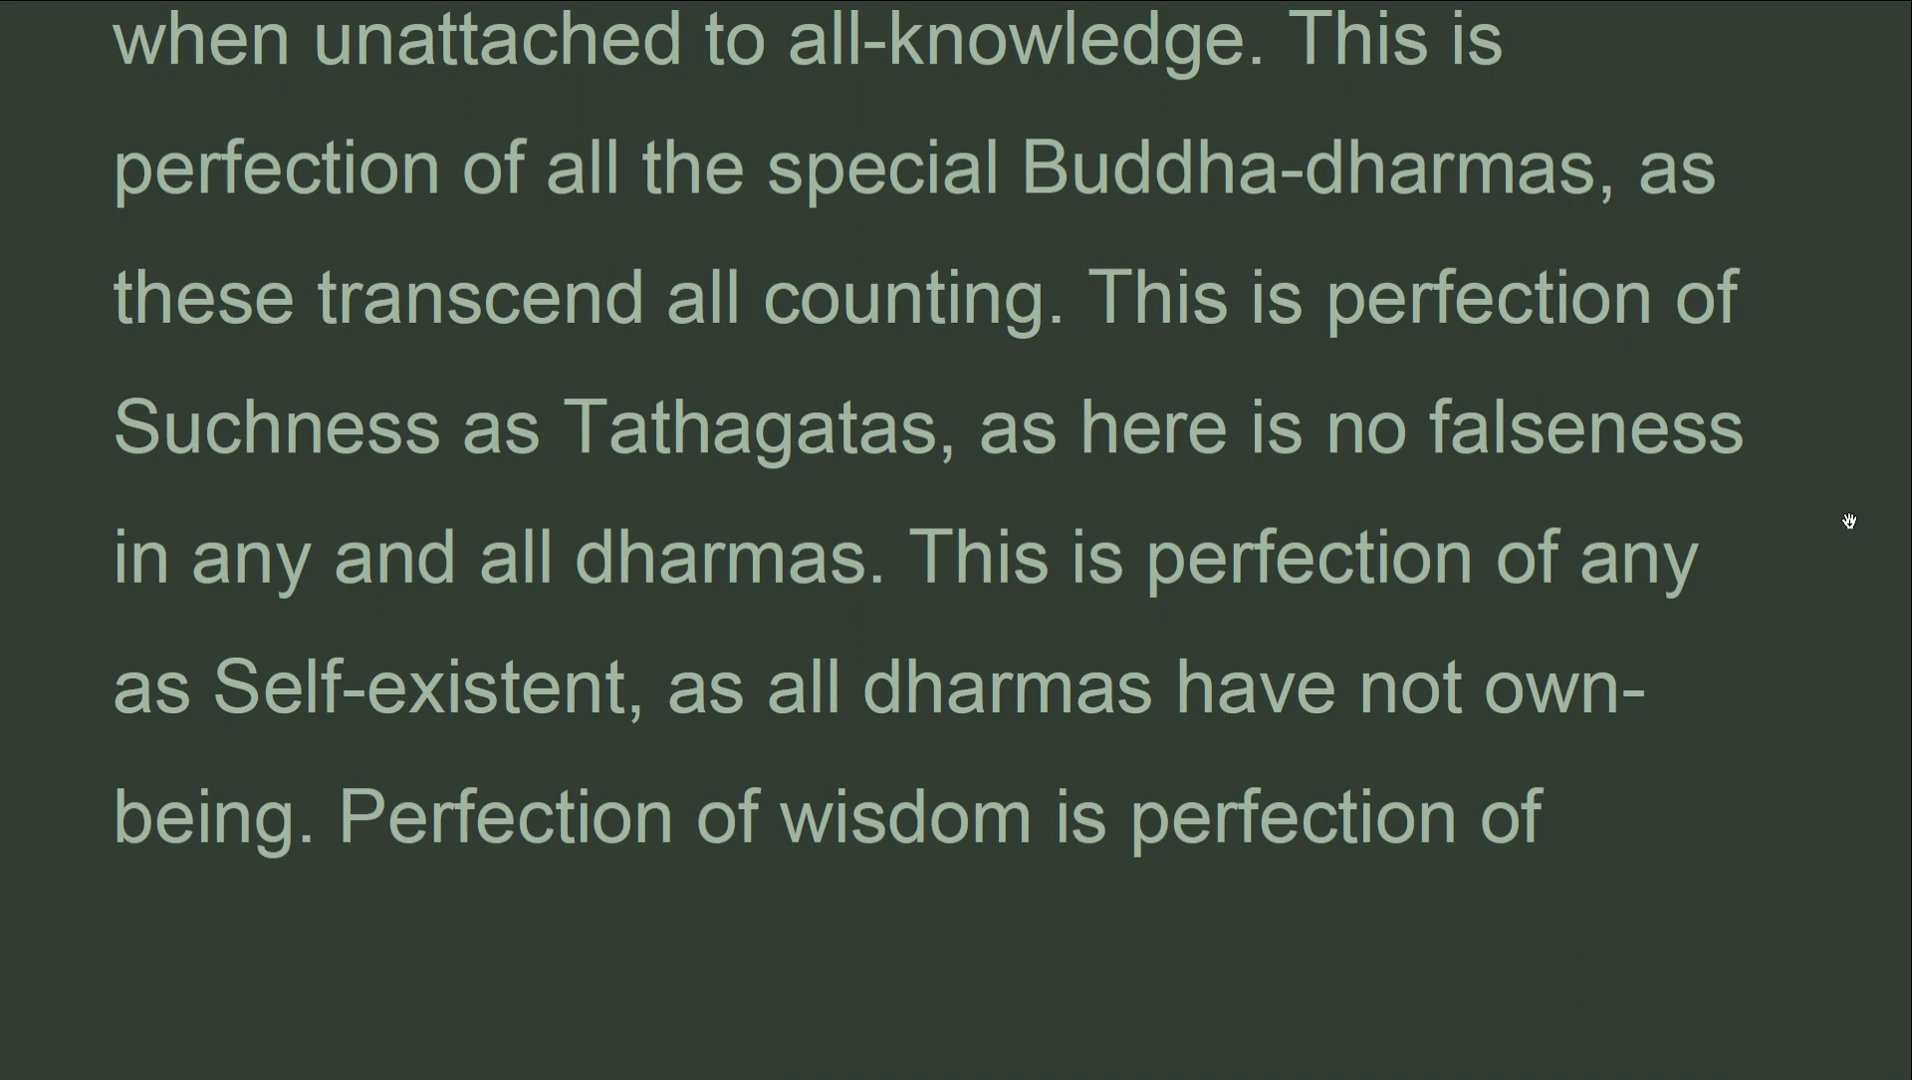 when unattached to all-knowledge. This is
perfection of all the special Buddha-dharmas, as
these transcend all counting. This is perfection of
Suchness as Tathagatas, as here is no falseness
in any and all dharmas. This is perfection of any
as Self-existent, as all dharmas have not own-
being. Perfection of wisdom is perfection of